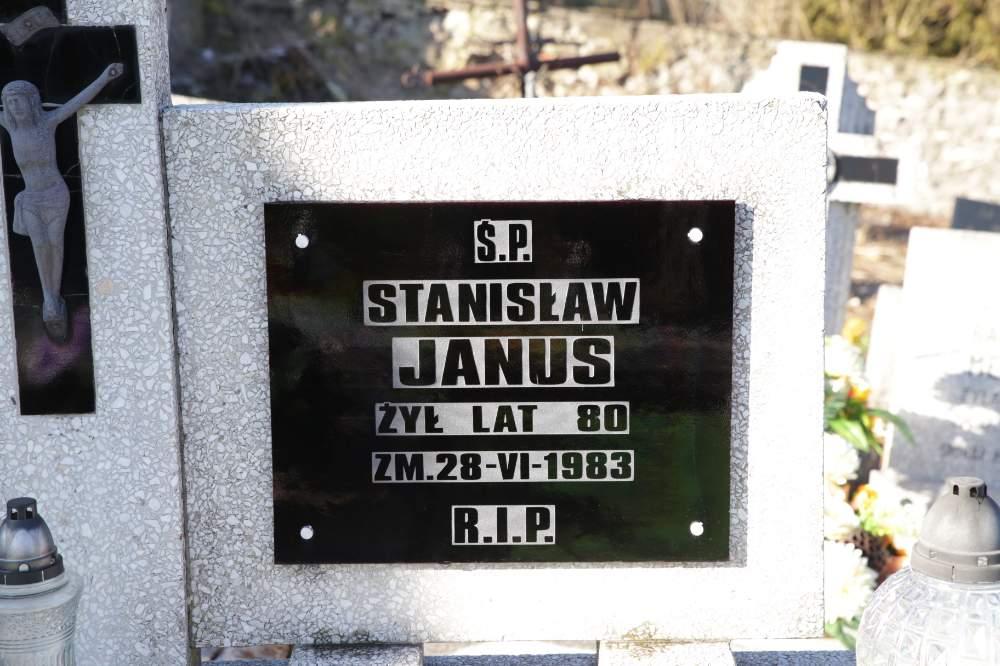 Ś.P.
STANISŁAW
JANUS
ŻYŁ LAT 80
ZM.28-VI-1983
R.I.P.